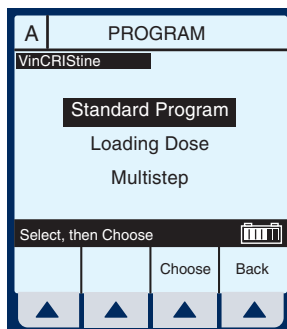 A PROGRAM
VinCRIStine
Standard Program
Loading Dose
Multistep
Select, then Choose
Choose Back